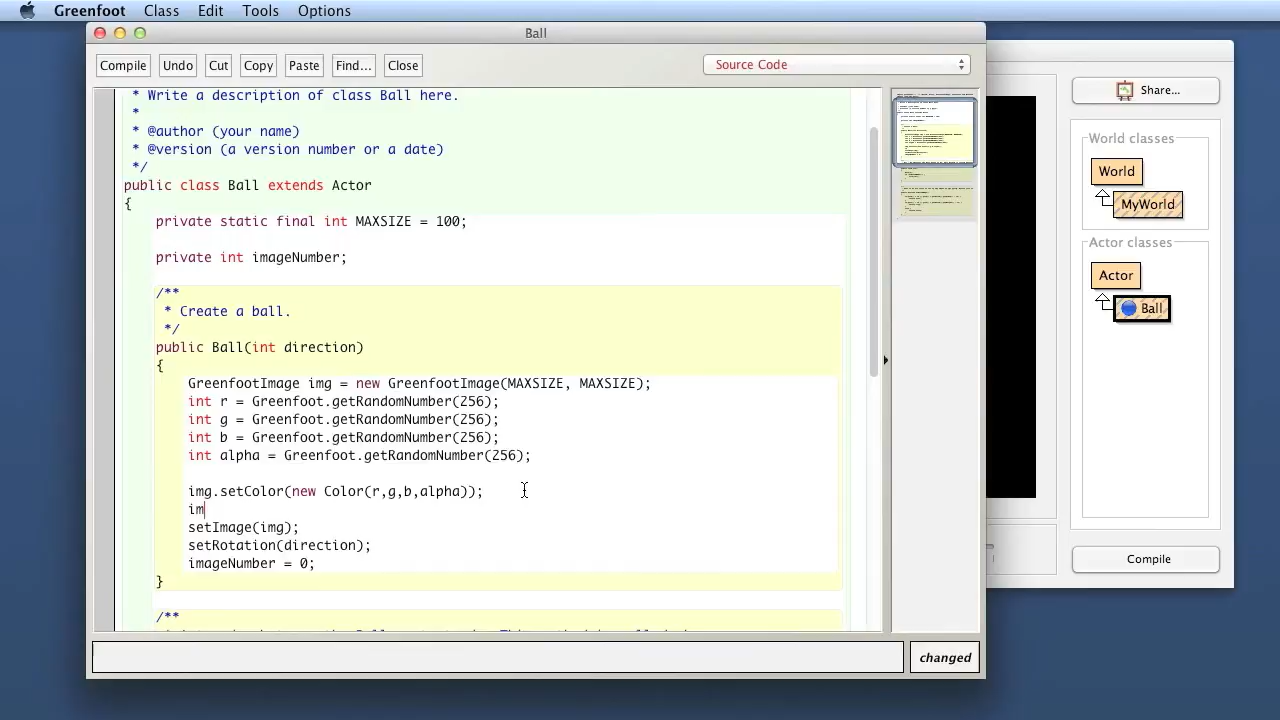 Greenfoot Class Edit Tools Options
Ball
Compile Undo Cut Copy Paste Find... Close Source Code
Share...
* Write a description of class Ball here.
*
* @author (your name)
* @version (a version number or a date)
*/
public class Ball extends Actor
{
private static final int MAXSIZE = 100;
private int imageNumber;
/**
* Create a ball.
*/
public Ball(int direction)
{
GreenfootImage img = new GreenfootImage(MAXSIZE, MAXSIZE);
int r = Greenfoot.getRandomNumber(256);
int g = Greenfoot.getRandomNumber(256);
int b = Greenfoot.getRandomNumber(256);
int alpha = Greenfoot.getRandomNumber(256);
img.setColor(new Color(r,g,b,alpha));
im
setImage(img);
setRotation(direction);
imageNumber = 0;
}
/**
changed
World classes
World
MyWorld
Actor classes
Actor
Ball
Compile